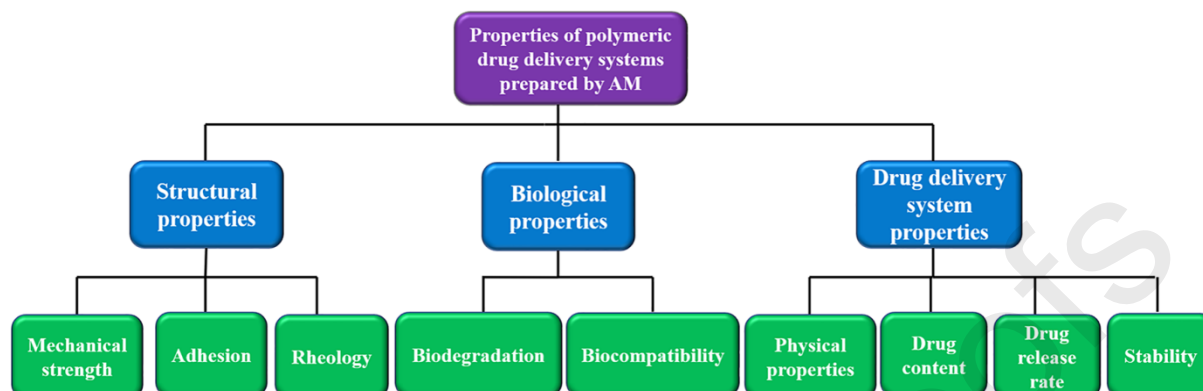 Properties of polymeric
drug delivery systems
prepared by AM
Structural
properties
Biological
properties
Drug delivery
system
properties
Mechanical
strength
Adhesion
Rheology
Biodegradation
Biocompatibility
Physical
properties
Drug
content
Drug
release
rate
Stability